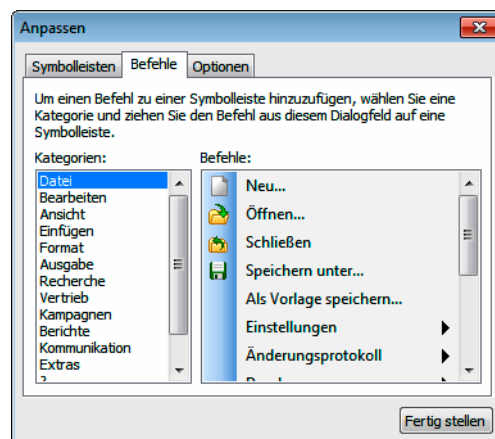 Anpassen
Symbolleisten Befehle Optionen
Um einen Befehl zu einer Symbolleiste hinzuzufügen, wählen Sie eine
Kategorie und ziehen Sie den Befehl aus diesem Dialogfeld auf eine
Symbolleiste.
Kategorien:
Datei
Bearbeiten
Ansicht
Einfügen
Format
Ausgabe
Recherche
Vertrieb
Kampagnen
Berichte
Kommunikation
Extras
?
Befehle:
Neu...
Öffnen...
Schließen
Speichern unter...
Als Vorlage speichern...
Einstellungen
Änderungsprotokoll
Fertig stellen